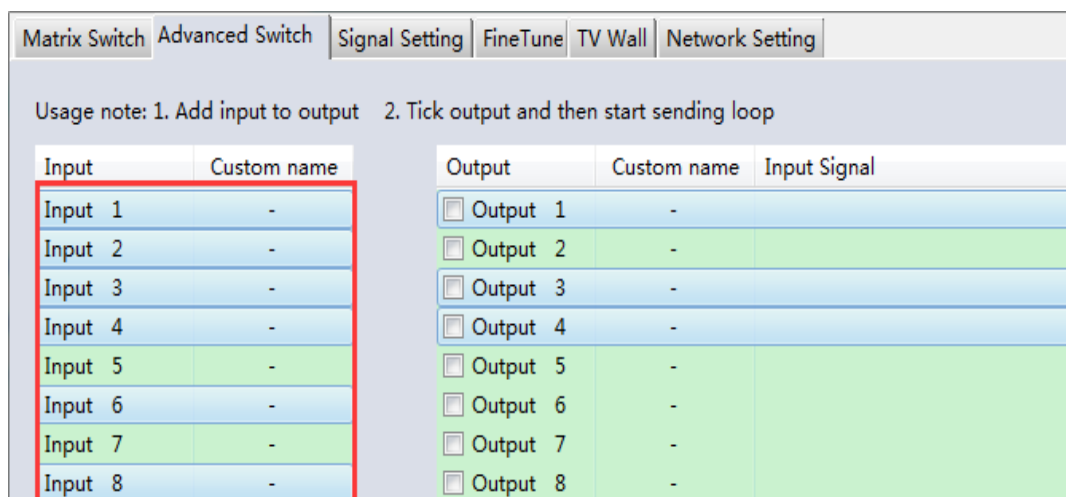 Matrix Switch Advanced Switch Signal Setting FineTune TV Wall Network Setting
Usage note: 1. Add input to output 2. Tick output and then start sending loop
Input Custom name Output Custom name Input Signal
Input 1 - Output 1 -
Input 2 - Output 2 -
Input 3 - Output 3 -
Input 4 - Output 4 -
Input 5 - Output 5 -
Input 6 - Output 6 -
Input 7 - Output 7 -
Input 8 - Output 8 -